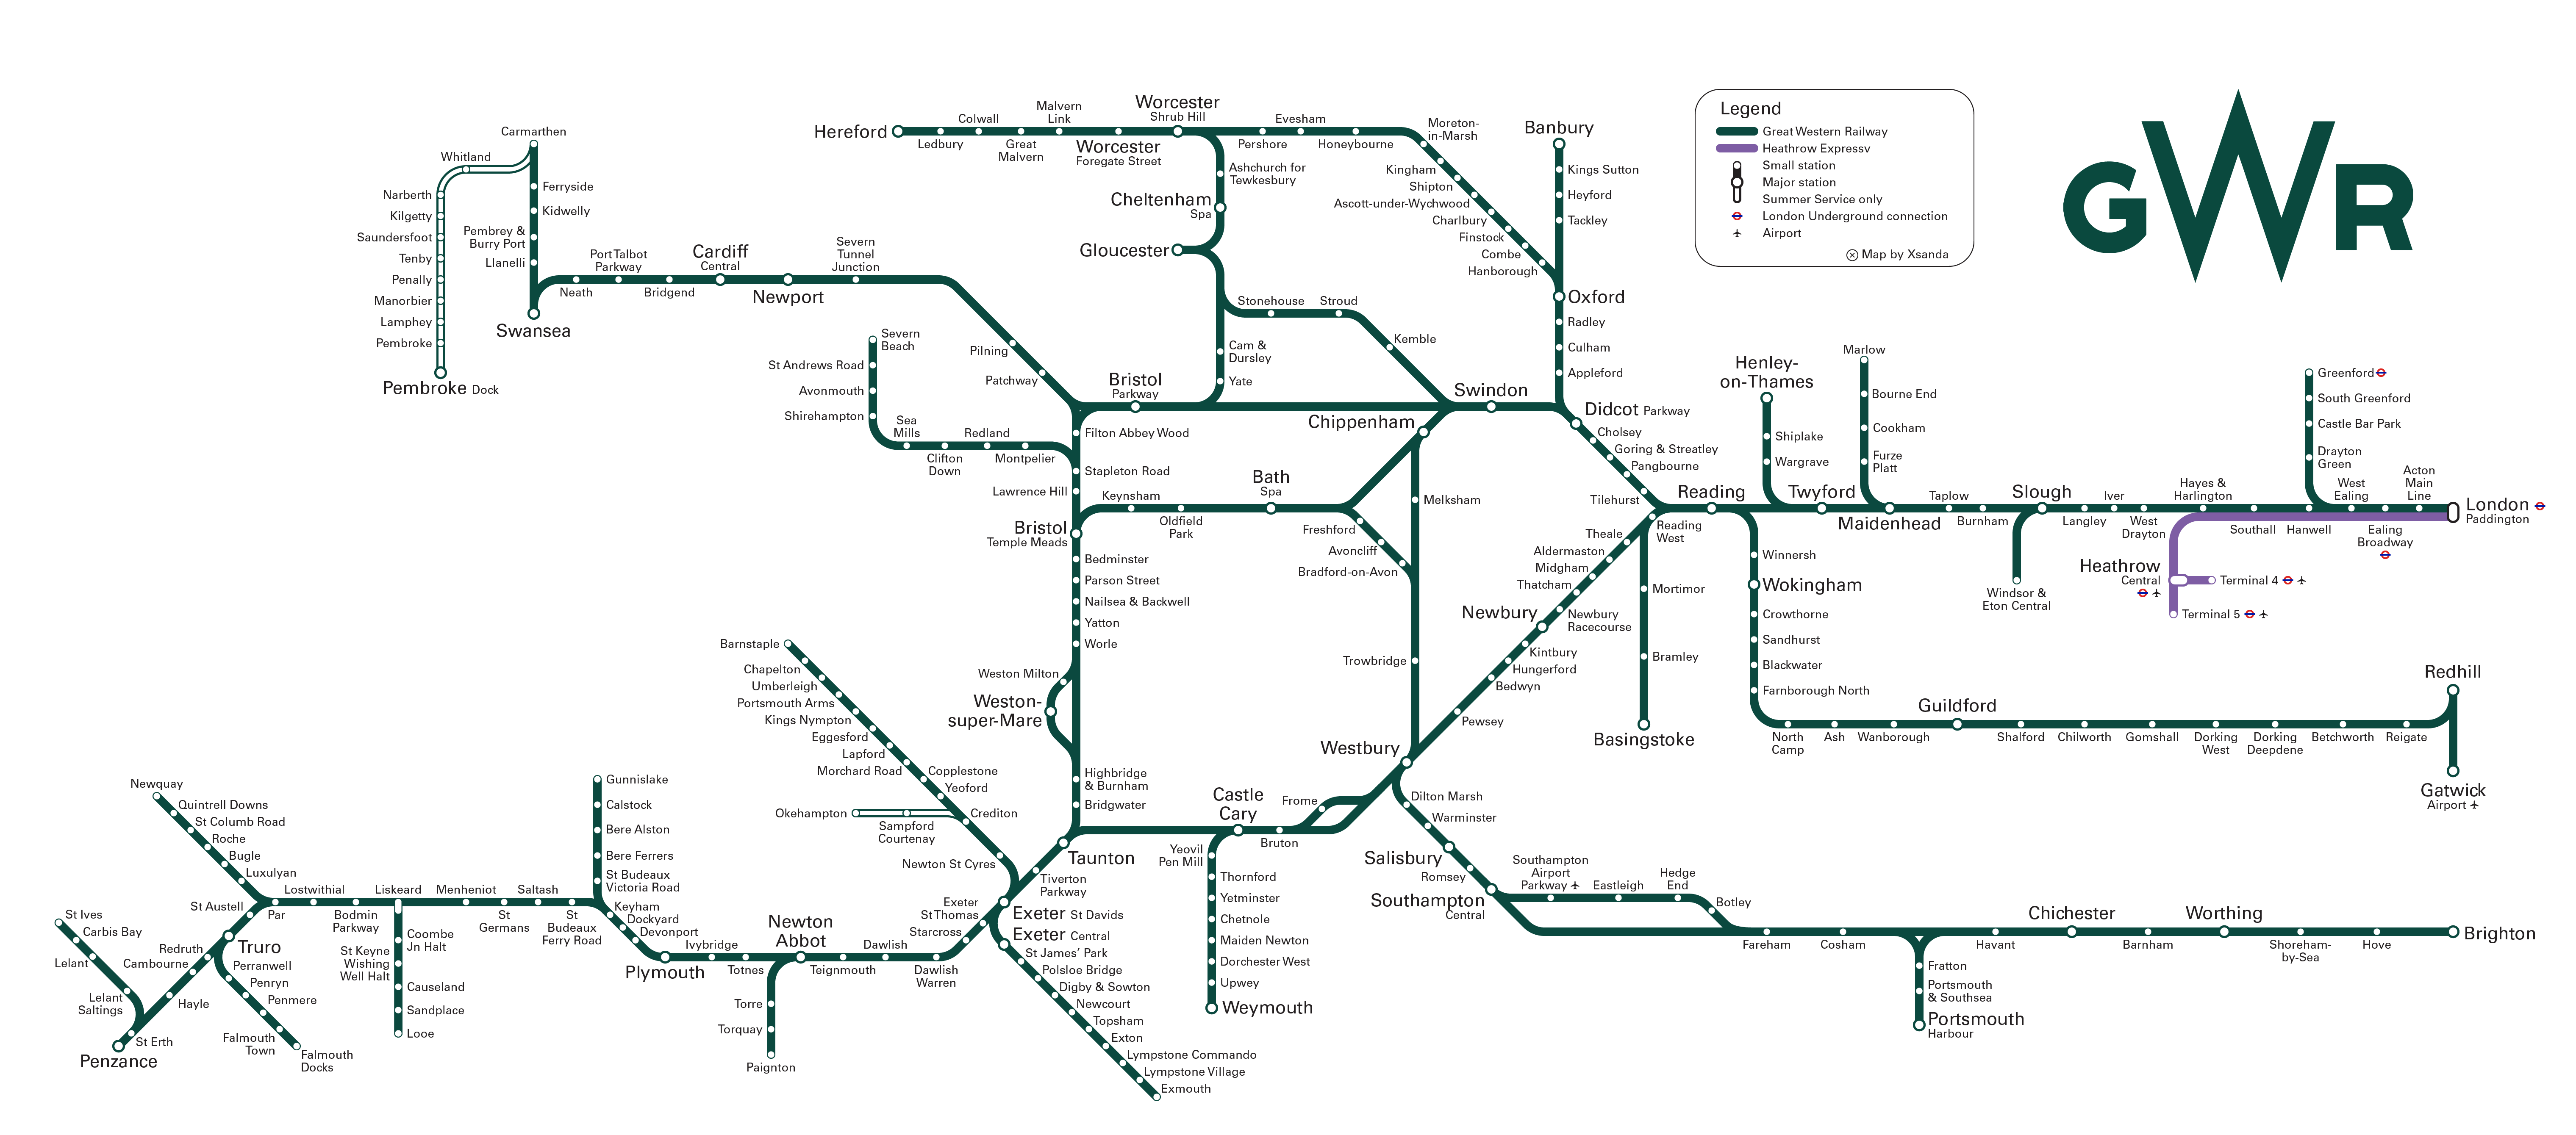 Legend
Great Western Railway
Heathrow Expressv
Small station
Major station
Summer Service only
London Underground connection
Airport
Map by Xsanda
GWR
Hereford
Ledbury
Colwall
Great
Malvern
Malvern
Link
Worcester
Foregate Street
Worcester
Shrub Hill
Pershore
Evesham
Honeybourne
Moreton-
in-Marsh
Kingham
Shipton
Ascott-under-Wychwood
Charlbury
Finstock
Combe
Hanborough
Banbury
Kings Sutton
Heyford
Tackley
Oxford
Radley
Culham
Appleford
Ashchurch for
Tewkesbury
Cheltenham
Spa
Gloucester
Stonehouse
Stroud
Kemble
Cam &
Dursley
Yate
Carmarthen
Whitland
Narberth
Kilgetty
Saundersfoot
Tenby
Penally
Manorbier
Lamphey
Pembroke
Pembroke Dock
Ferryside
Kidwelly
Pembrey &
Burry Port
Llanelli
Swansea
Neath
Port Talbot
Parkway
Bridgend
Cardiff
Central
Newport
Severn
Tunnel
Junction
Pilning
Patchway
Severn
Beach
St Andrews Road
Avonmouth
Shirehampton
Sea
Mills
Clifton
Down
Redland
Montpelier
Bristol
Parkway
Filton Abbey Wood
Stapleton Road
Lawrence Hill
Bristol
Temple Meads
Keynsham
Oldfield
Park
Bath
Spa
Freshford
Avoncliff
Bradford-on-Avon
Chippenham
Swindon
Melksham
Trowbridge
Westbury
Didcot Parkway
Cholsey
Goring & Streatley
Pangbourne
Tilehurst
Reading
Henley-
on-Thames
Shiplake
Wargrave
Twyford
Marlow
Bourne End
Cookham
Furze
Platt
Maidenhead
Taplow
Burnham
Slough
Windsor &
Eton Central
Langley
Iver
West
Drayton
Hayes &
Harlington
Southall
Hanwell
Greenford
South Greenford
Castle Bar Park
Drayton
Green
West
Ealing
Ealing
Broadway
Acton
Main
Line
London
Paddington
Heathrow
Central
Terminal 4
Terminal 5
Reading
West
Theale
Aldermaston
Midgham
Thatcham
Newbury
Racecourse
Newbury
Kintbury
Hungerford
Bedwyn
Pewsey
Mortimor
Bramley
Basingstoke
Winnersh
Wokingham
Crowthorne
Sandhurst
Blackwater
Farnborough North
North
Camp
Ash
Wanborough
Guildford
Shalford
Chilworth
Gomshall
Dorking
West
Dorking
Deepdene
Betchworth
Reigate
Redhill
Gatwick
Airport
Bedminster
Parson Street
Nailsea & Backwell
Yatton
Worle
Weston Milton
Weston-
super-Mare
Highbridge
& Burnham
Bridgwater
Taunton
Castle
Cary
Bruton
Frome
Yeovil
Pen Mill
Thornford
Yetminster
Chetnole
Maiden Newton
Dorchester West
Upwey
Weymouth
Dilton Marsh
Warminster
Salisbury
Romsey
Southampton
Central
Southampton
Airport
Parkway
Eastleigh
Hedge
End
Botley
Fareham
Cosham
Fratton
Portsmouth
& Southsea
Portsmouth
Harbour
Havant
Chichester
Barnham
Worthing
Shoreham-
by-Sea
Hove
Brighton
Barnstaple
Chapelton
Umberleigh
Portsmouth Arms
Kings Nympton
Eggesford
Lapford
Morchard Road
Copplestone
Yeoford
Crediton
Okehampton
Sampford
Courtenay
Newton St Cyres
Tiverton
Parkway
Exeter St Davids
Exeter Central
St James' Park
Polsloe Bridge
Digby & Sowton
Newcourt
Topsham
Exton
Lympstone Commando
Lympstone Village
Exmouth
Exeter
St Thomas
Starcross
Dawlish
Warren
Dawlish
Teignmouth
Newton
Abbot
Torre
Torquay
Paignton
Totnes
Ivybridge
Plymouth
Devonport
Dockyard
Keyham
Gunnislake
Calstock
Bere Alston
Bere Ferrers
St Budeaux
Victoria Road
St
Budeaux
Ferry Road
Saltash
St
Germans
Menheniot
Liskeard
Coombe
Jn Halt
St Keyne
Wishing
Well Halt
Causeland
Sandplace
Looe
Bodmin
Parkway
Lostwithial
Par
Newquay
Quintrell Downs
St Columb Road
Roche
Bugle
Luxulyan
St Austell
Truro
Perranwell
Penryn
Penmere
Falmouth
Town
Falmouth
Docks
Redruth
Cambourne
Hayle
St Ives
Carbis Bay
Lelant
Lelant
Saltings
St Erth
Penzance